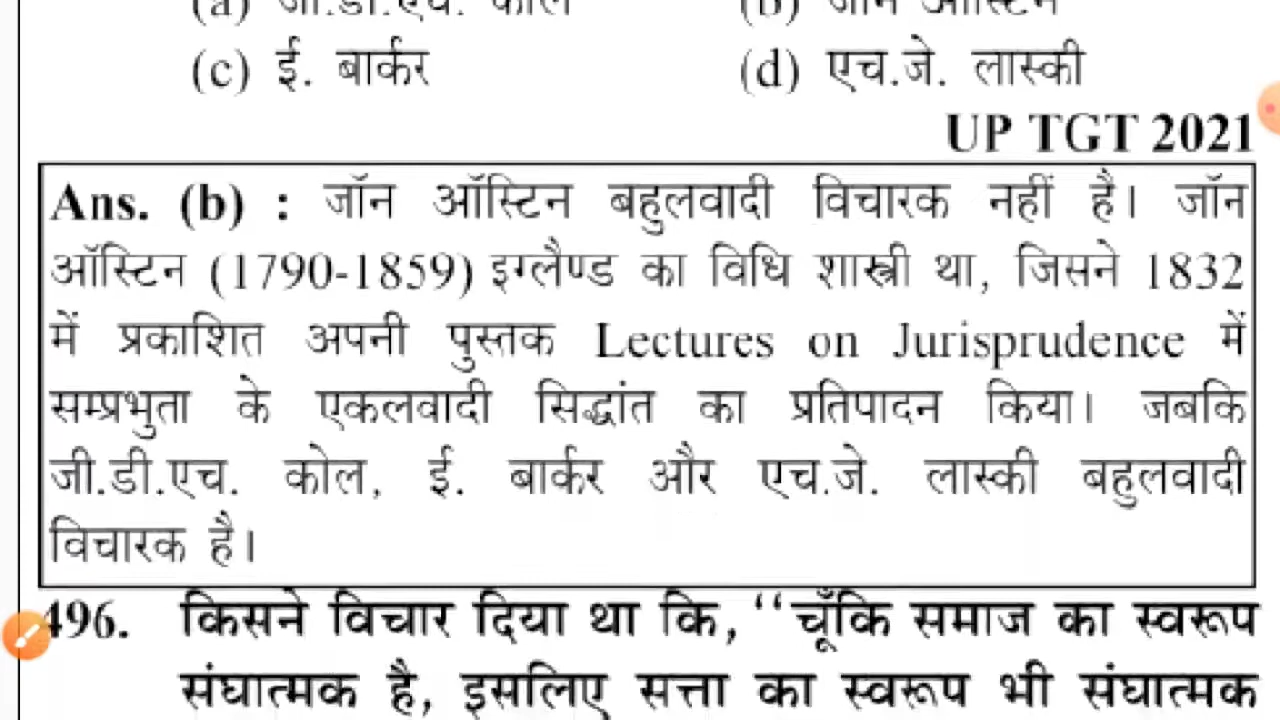 (a) जी.डी.एच. कोल (b) जॉन ऑस्टिन
(c) ई. बार्कर (d) एच.जे. लास्की
UP TGT 2021
Ans. (b) : जॉन ऑस्टिन बहुलवादी विचारक नहीं है। जॉन
ऑस्टिन (1790-1859) इग्लैण्ड का विधि शास्त्री था, जिसने 1832
में प्रकाशित अपनी पुस्तक Lectures on Jurisprudence में
सम्प्रभुता के एकलवादी सिद्धांत का प्रतिपादन किया। जबकि
जी.डी.एच. कोल, ई. बार्कर और एच.जे. लास्की बहुलवादी
विचारक है।
496. किसने विचार दिया था कि, ‘‘चूँकि समाज का स्वरूप
संघात्मक है, इसलिए सत्ता का स्वरूप भी संघात्मक